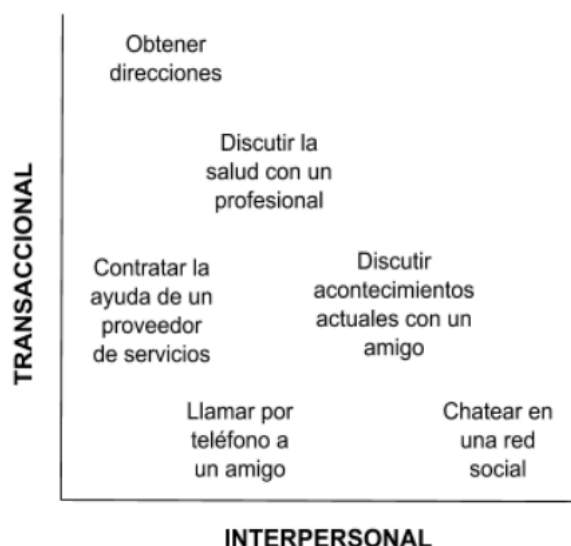 Obtener
direcciones
Discutir la
salud con un
profesional
TRANSACCIONAL
Contratar la
ayuda de un
proveedor
de servicios
Discutir
acontecimientos
actuales con un
amigo
Llamar por
teléfono a
un amigo
Chatear en
una red
social
INTERPERSONAL